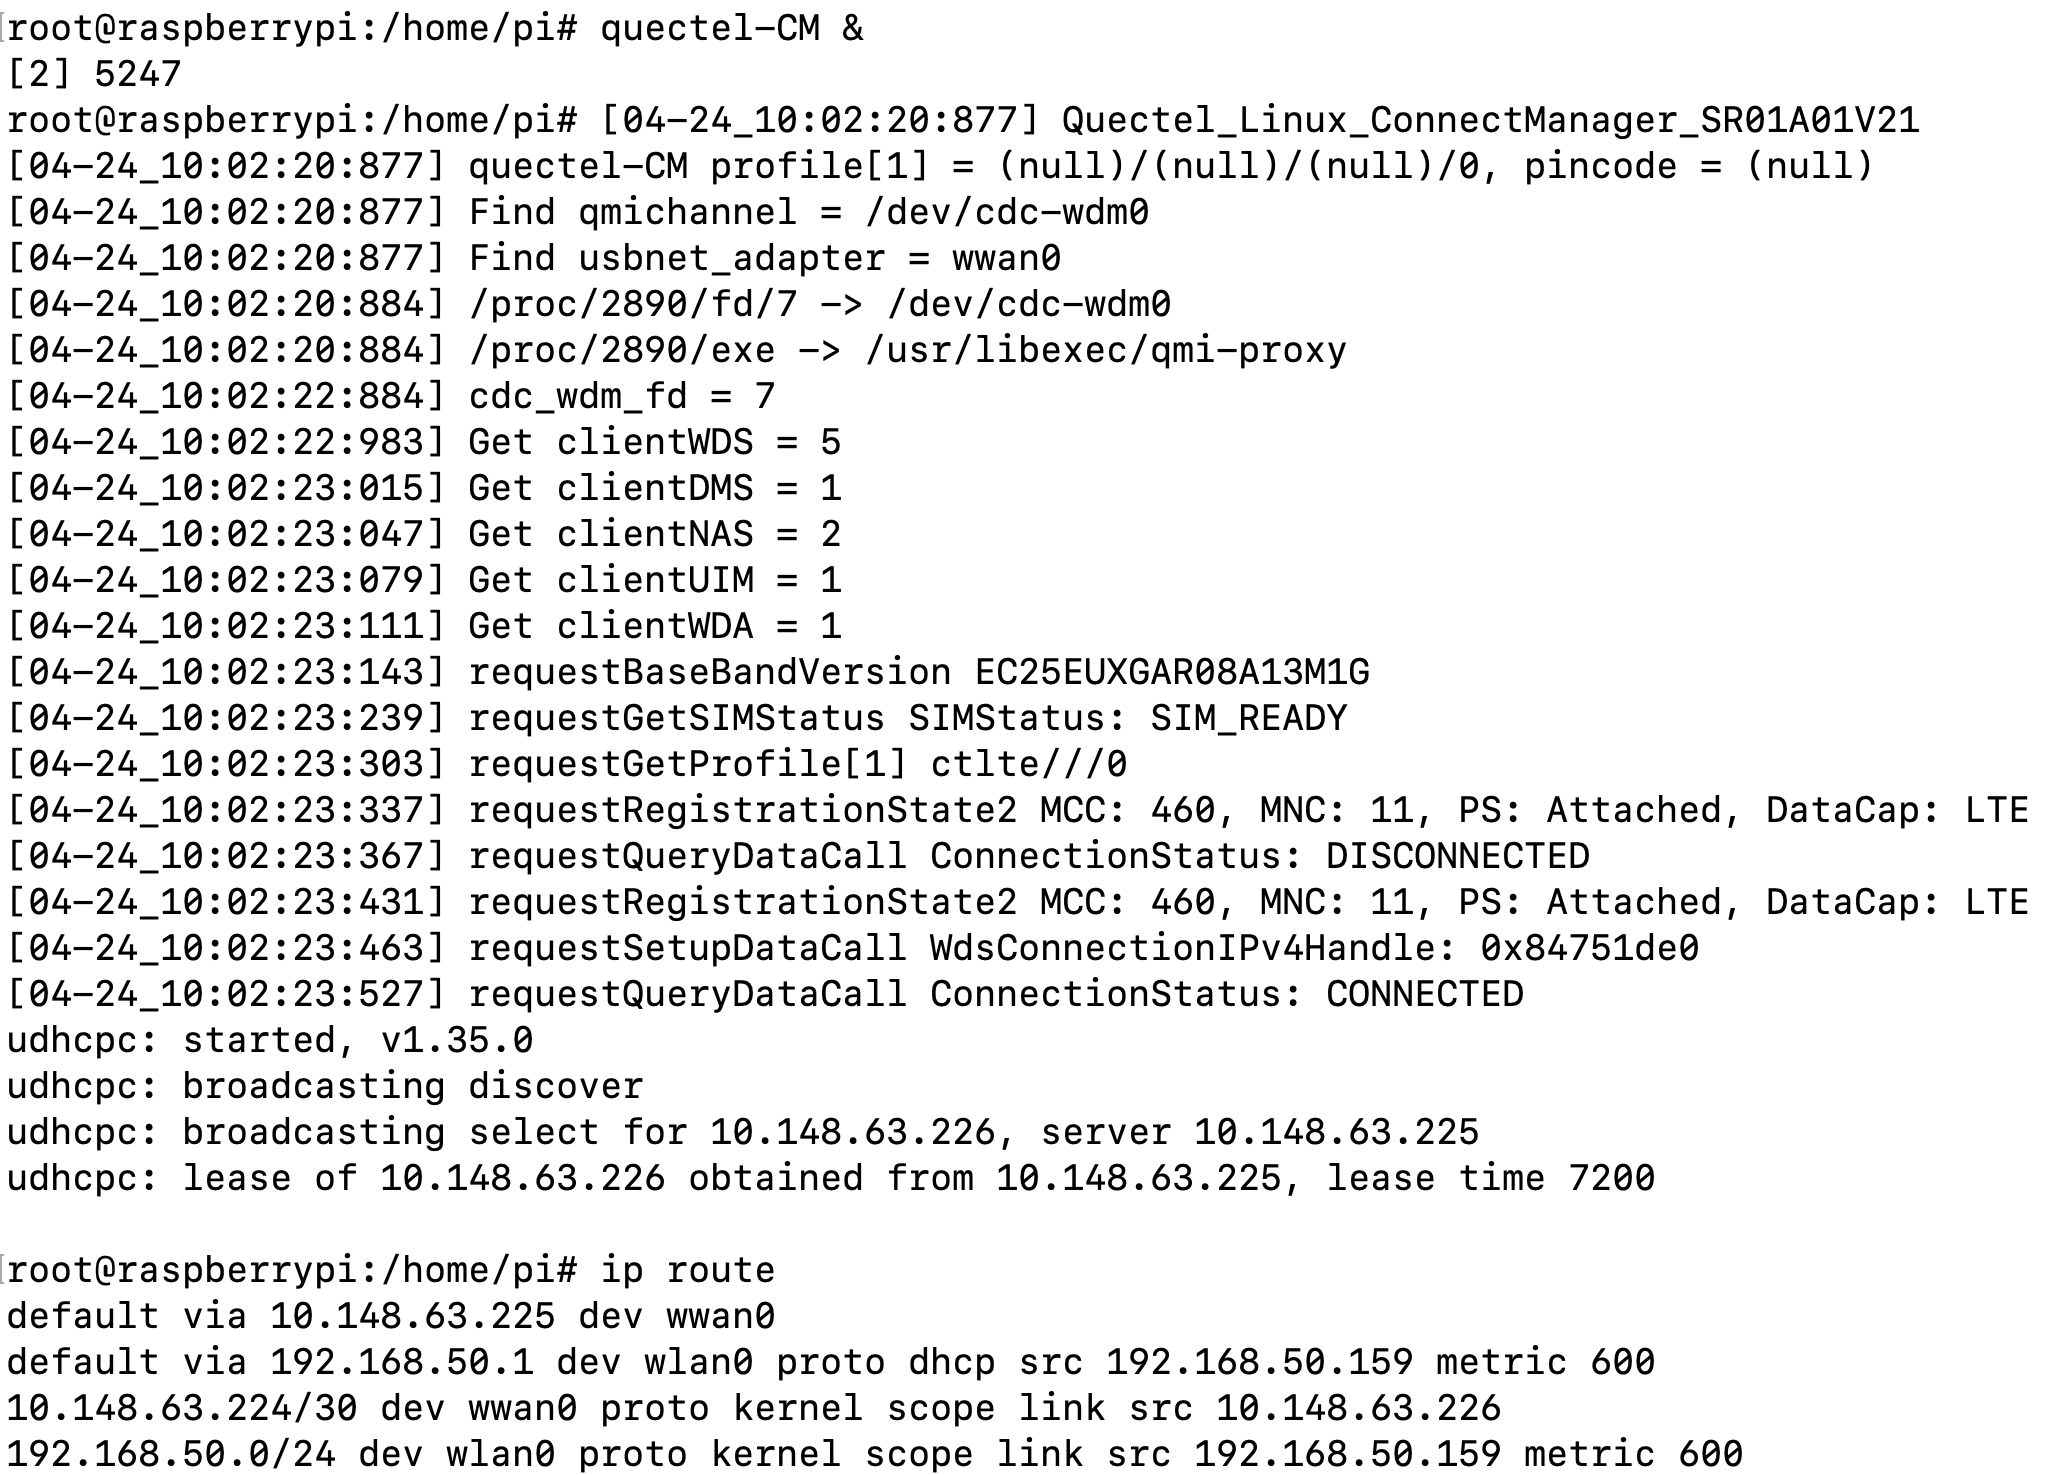 root@raspberrypi:/home/pi# quectel-CM &
[2] 5247
root@raspberrypi:/home/pi# [04-24_10:02:20:877] Quectel_Linux_ConnectManager_SR01A01V21
[04-24_10:02:20:877] quectel-CM profile[1] = (null)/(null)/(null)/0, pincode = (null)
[04-24_10:02:20:877] Find qmichannel = /dev/cdc-wdm0
[04-24_10:02:20:877] Find usbnet_adapter = wwan0
[04-24_10:02:20:884] /proc/2890/fd/7 -> /dev/cdc-wdm0
[04-24_10:02:20:884] /proc/2890/exe -> /usr/libexec/qmi-proxy
[04-24_10:02:22:884] cdc_wdm_fd = 7
[04-24_10:02:22:983] Get clientWDS = 5
[04-24_10:02:23:015] Get clientDMS = 1
[04-24_10:02:23:047] Get clientNAS = 2
[04-24_10:02:23:079] Get clientUIM = 1
[04-24_10:02:23:111] Get clientWDA = 1
[04-24_10:02:23:143] requestBaseBandVersion EC25EUXGAR08A13M1G
[04-24_10:02:23:239] requestGetSIMStatus SIMStatus: SIM_READY
[04-24_10:02:23:303] requestGetProfile[1] ctlte///0
[04-24_10:02:23:337] requestRegistrationState2 MCC: 460, MNC: 11, PS: Attached, DataCap: LTE
[04-24_10:02:23:367] requestQueryDataCall ConnectionStatus: DISCONNECTED
[04-24_10:02:23:431] requestRegistrationState2 MCC: 460, MNC: 11, PS: Attached, DataCap: LTE
[04-24_10:02:23:463] requestSetupDataCall WdsConnectionIPv4Handle: 0x84751de0
[04-24_10:02:23:527] requestQueryDataCall ConnectionStatus: CONNECTED
udhcpc: started, v1.35.0
udhcpc: broadcasting discover
udhcpc: broadcasting select for 10.148.63.226, server 10.148.63.225
udhcpc: lease of 10.148.63.226 obtained from 10.148.63.225, lease time 7200
root@raspberrypi:/home/pi# ip route
default via 10.148.63.225 dev wwan0
default via 192.168.50.1 dev wlan0 proto dhcp src 192.168.50.159 metric 600
10.148.63.224/30 dev wwan0 proto kernel scope link src 10.148.63.226
192.168.50.0/24 dev wlan0 proto kernel scope link src 192.168.50.159 metric 600